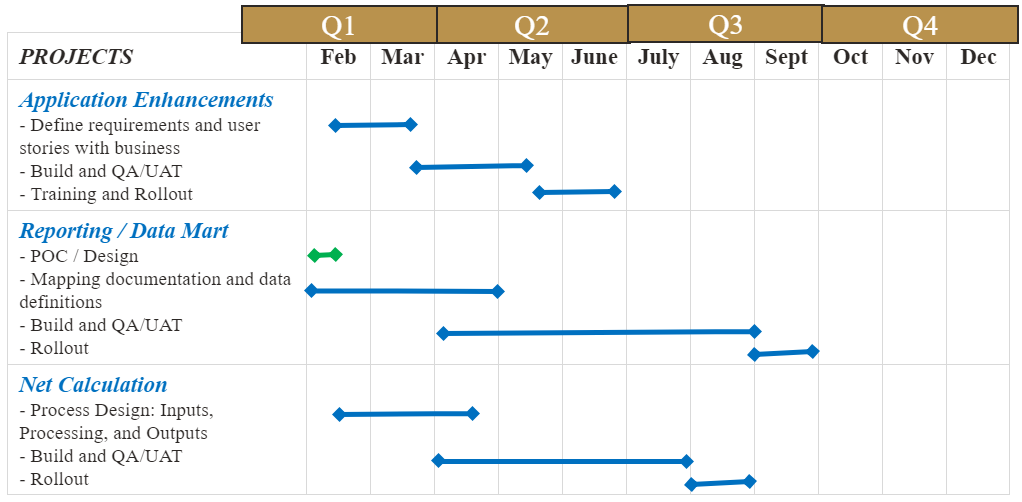 Q1 Q2 Q3 Q4
PROJECTS Feb Mar Apr May June July Aug Sept Oct Nov Dec
Application Enhancements
- Define requirements and user
stories with business
- Build and QA/UAT
- Training and Rollout
Reporting / Data Mart
- POC / Design
- Mapping documentation and data
definitions
- Build and QA/UAT
- Rollout
Net Calculation
- Process Design: Inputs,
Processing, and Outputs
- Build and QA/UAT
- Rollout